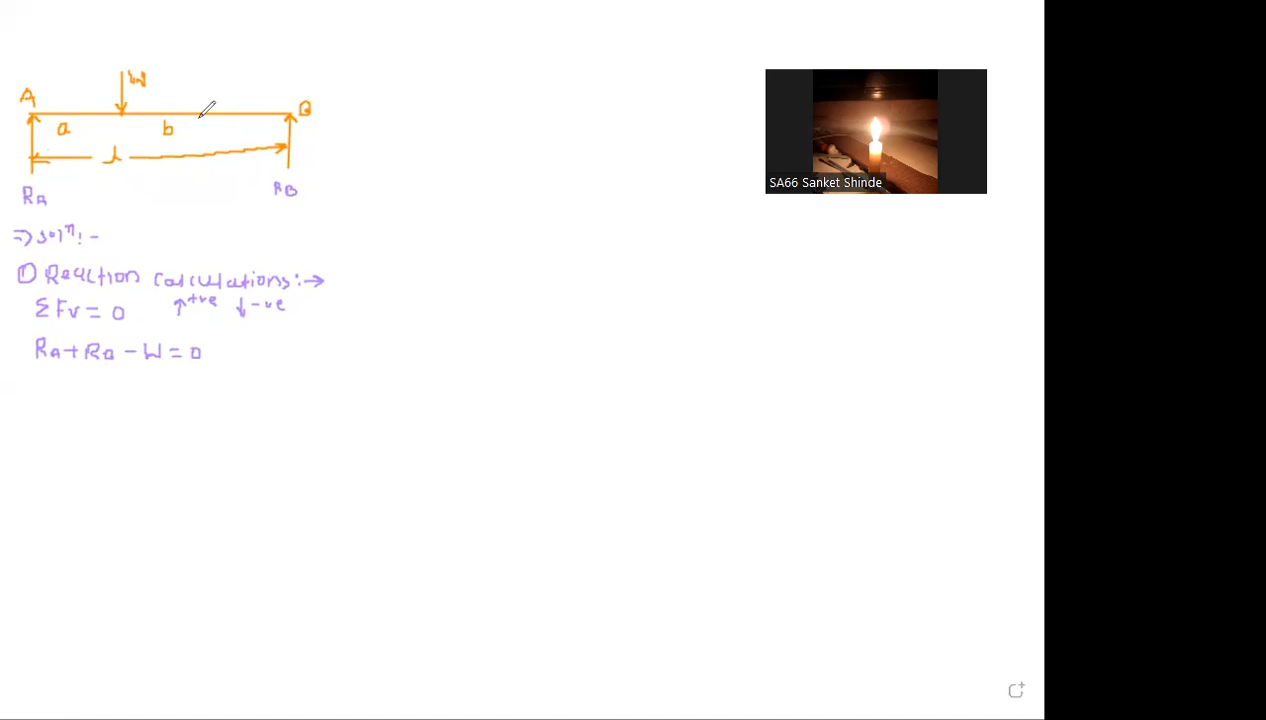 W
A
B
a b
l
RA RB
⇒ Solⁿ:-
① Reaction Calculations:→
ΣFv = 0 ↑+ve ↓-ve
RA + RB - W = 0
SA66 Sanket Shinde